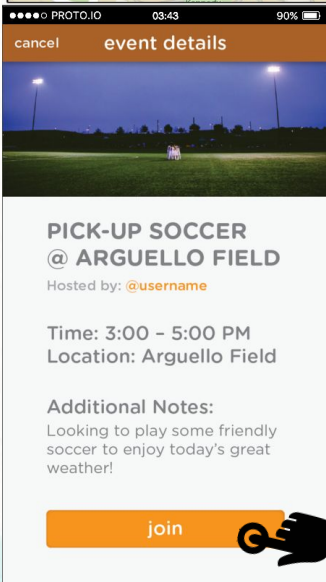 PROTO.IO 03:43 90%
cancel event details
PICK-UP SOCCER
@ ARGUELLO FIELD
Hosted by: @username
Time: 3:00 – 5:00 PM
Location: Arguello Field
Additional Notes:
Looking to play some friendly
soccer to enjoy today's great
weather!
join